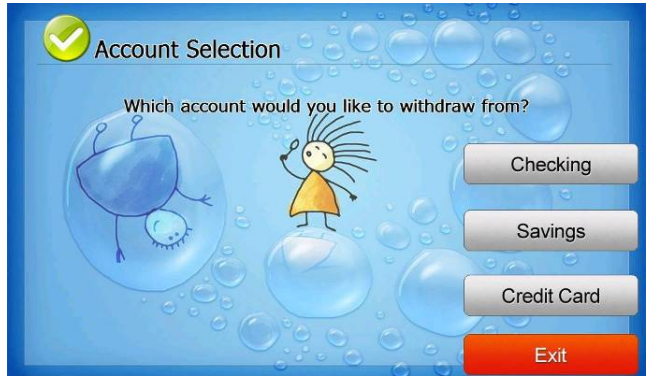 Account Selection
Which account would you like to withdraw from?
Checking
Savings
Credit Card
Exit